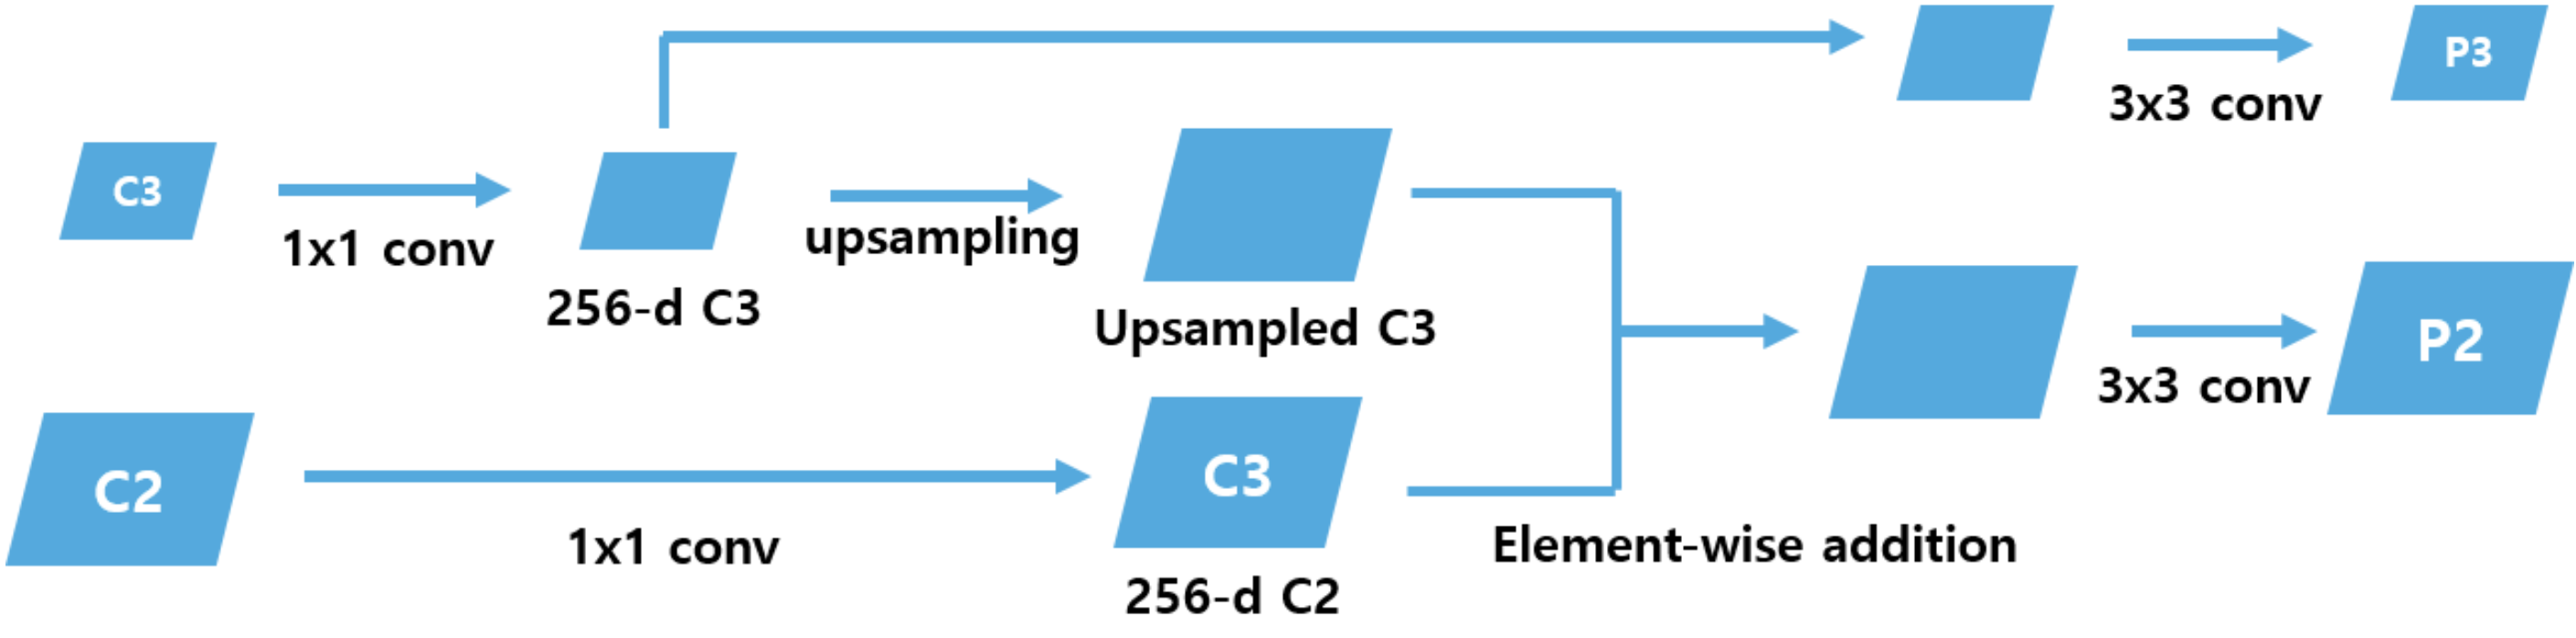 P3
3x3 conv
C3
1x1 conv
upsampling
256-d C3
Upsampled C3
P2
3x3 conv
C2
C3
1x1 conv
Element-wise addition
256-d C2